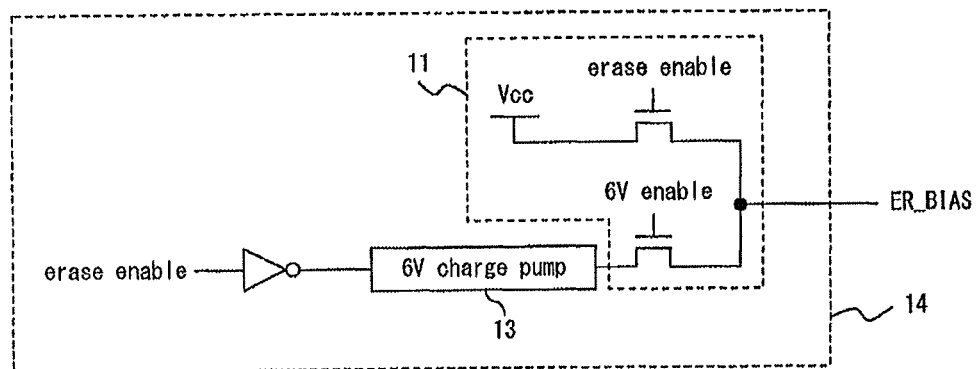 11
erase enable
Vcc
6V enable
ER_BIAS
erase enable
6V charge pump
13
14